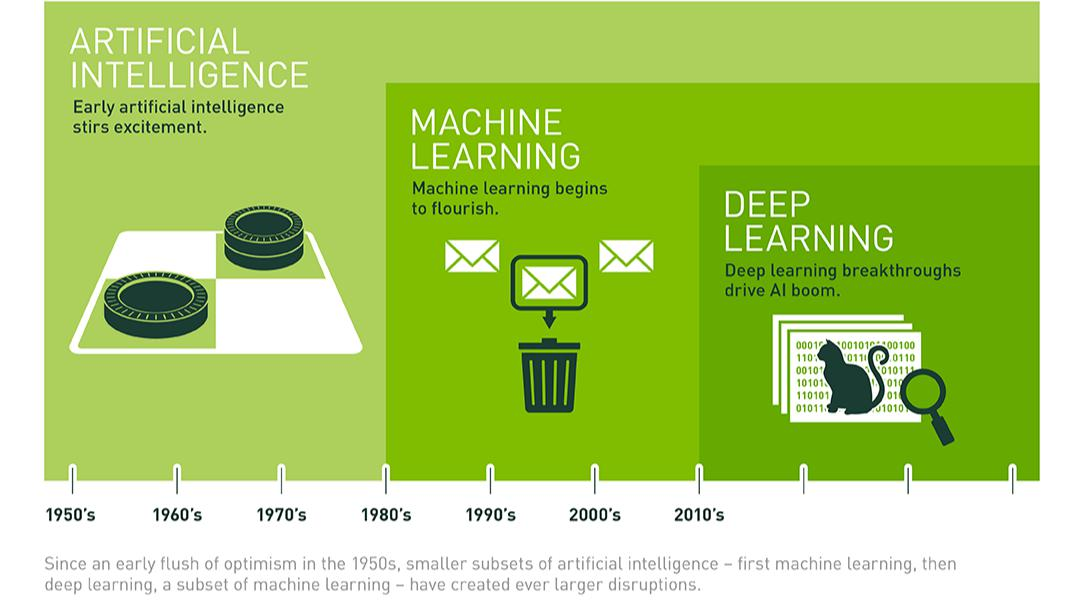 ARTIFICIAL
INTELLIGENCE
Early artificial intelligence
stirs excitement.
MACHINE
LEARNING
Machine learning begins
to flourish.
DEEP
LEARNING
Deep learning breakthroughs
drive AI boom.
1950's
1960's
1970's
1980's
1990's
2000's
2010's
Since an early flush of optimism in the 1950s, smaller subsets of artificial intelligence – first machine learning, then
deep learning, a subset of machine learning – have created ever larger disruptions.